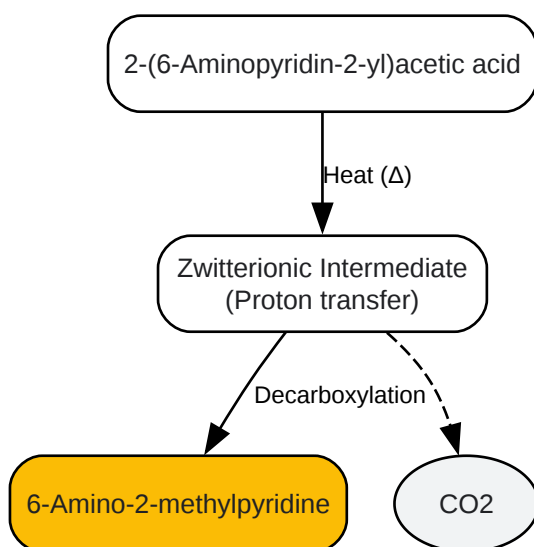 2-(6-Aminopyridin-2-yl)acetic acid
Heat (Δ)
Zwitterionic Intermediate
(Proton transfer)
Decarboxylation
6-Amino-2-methylpyridine
CO2